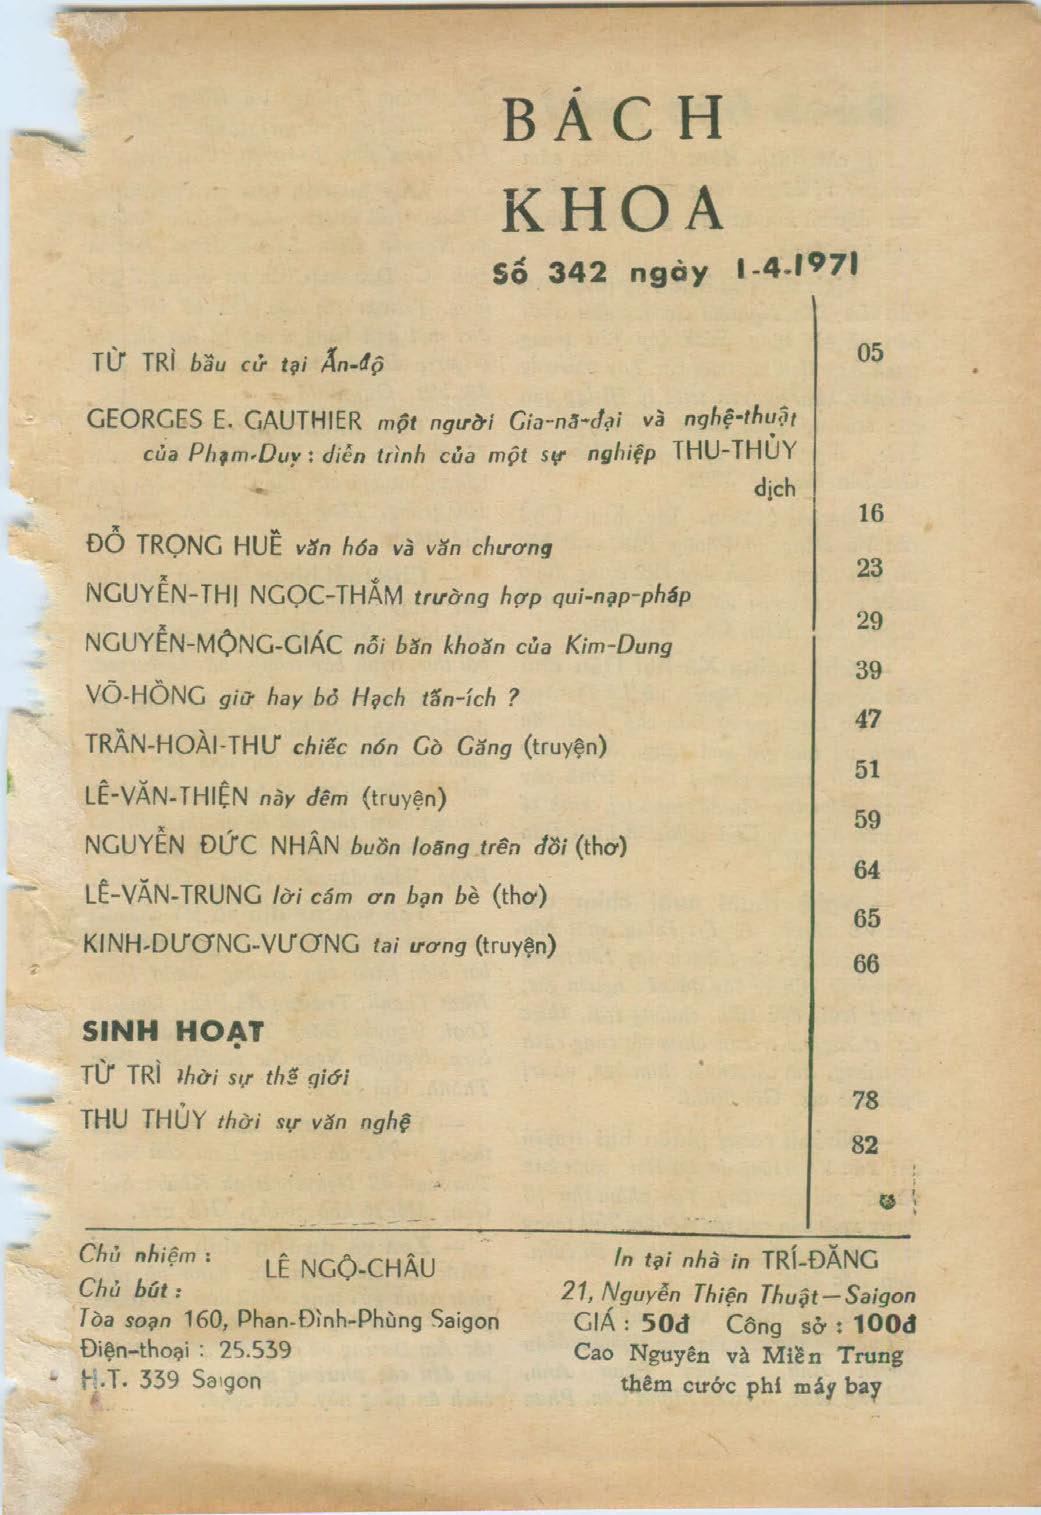 BÁCH
KHOA
Số 342 ngày 1-4-1971
TỪ TRÌ bầu cử tại Ấn-độ 05
GEORGES E. GAUTHIER một người Gia-nã-đại và nghệ-thuật
của Phạm-Duy : diễn trình của một sự nghiệp THU-THỦY
dịch 16
ĐỖ TRỌNG HUỀ văn hóa và văn chương 23
NGUYỄN-THỊ NGỌC-THẮM trường hợp qui-nạp-pháp 29
NGUYỄN-MỘNG-GIÁC nỗi băn khoăn của Kim-Dung 39
VÕ-HỒNG giữ hay bỏ Hạch tấn-ích ? 47
TRẦN-HOÀI-THƯ chiếc nón Gò Găng (truyện) 51
LÊ-VĂN-THIỆN này đêm (truyện) 59
NGUYỄN ĐỨC NHÂN buồn loãng trên đồi (thơ) 64
LÊ-VĂN-TRUNG lời cám ơn bạn bè (thơ) 65
KINH-DƯƠNG-VƯƠNG tai ương (truyện) 66
SINH HOẠT
TỪ TRÌ thời sự thế giới 78
THU THỦY thời sự văn nghệ 82
Chủ nhiệm :
LÊ NGỘ-CHÂU
Chủ bút :
Tòa soạn 160, Phan-Đình-Phùng Saigon
Điện-thoại : 25.539
H.T. 339 Saigon
In tại nhà in TRÍ-ĐĂNG
21, Nguyễn Thiện Thuật—Saigon
GIÁ : 50đ Công sở : 100đ
Cao Nguyên và Miền Trung
thêm cước phí máy bay